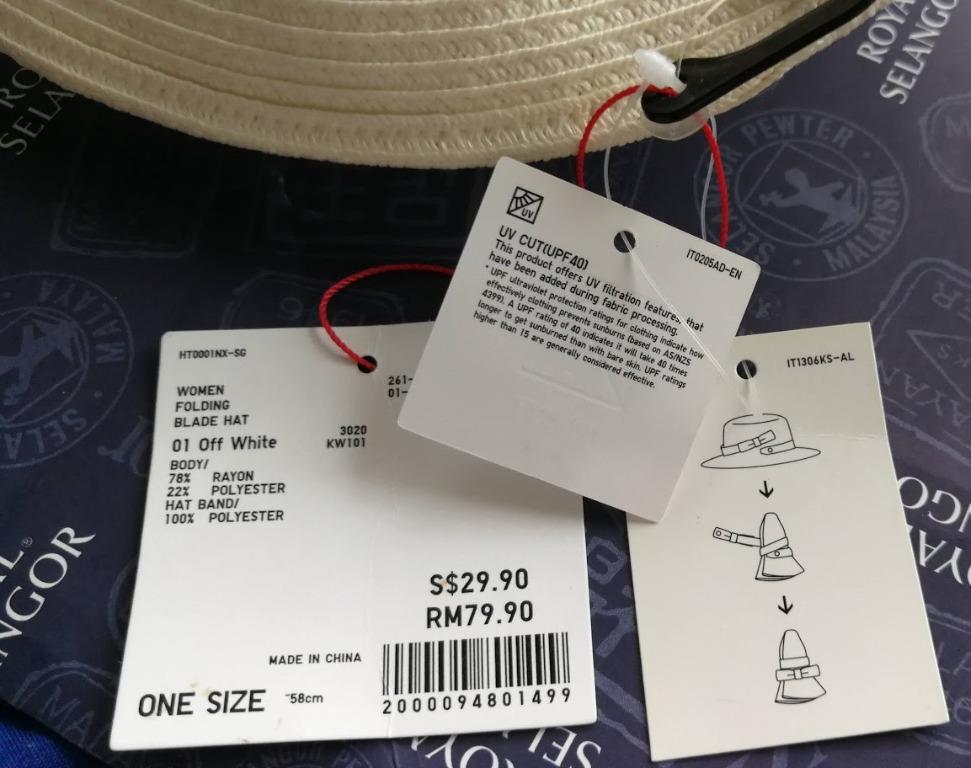 HT0001NX-SG
WOMEN
FOLDING
BLADE HAT
01 Off White
3020
KW101
261-
01-
BODY/
78% RAYON
22% POLYESTER
HAT BAND/
100% POLYESTER
S$29.90
RM79.90
MADE IN CHINA
ONE SIZE ~58cm
2000094801499
UV
IT0205AD-EN
UV CUT(UPF40)
This product offers UV filtration features that
have been added during fabric processing.
* UPF ultraviolet protection ratings for clothing indicate how
effectively clothing prevents sunburns (based on AS/NZS
4399). A UPF rating of 40 indicates it will take 40 times
longer to get sunburned than with bare skin. UPF ratings
higher than 15 are generally considered effective.
IT1306KS-AL
ROYAL
SELANGOR
PEWTER
MALAYSIA